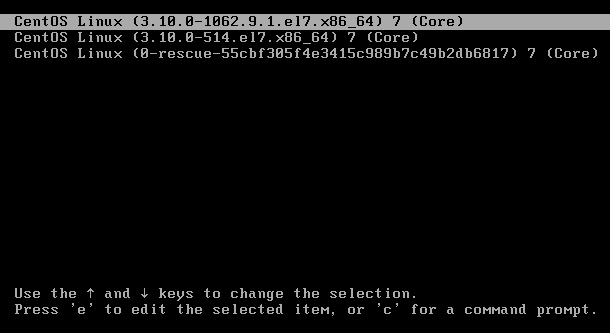 CentOS Linux (3.10.0-1062.9.1.el7.x86_64) 7 (Core)
CentOS Linux (3.10.0-514.el7.x86_64) 7 (Core)
CentOS Linux (0-rescue-55cbf305f4e3415c989b7c49b2db6817) 7 (Core)
Use the ↑ and ↓ keys to change the selection.
Press 'e' to edit the selected item, or 'c' for a command prompt.